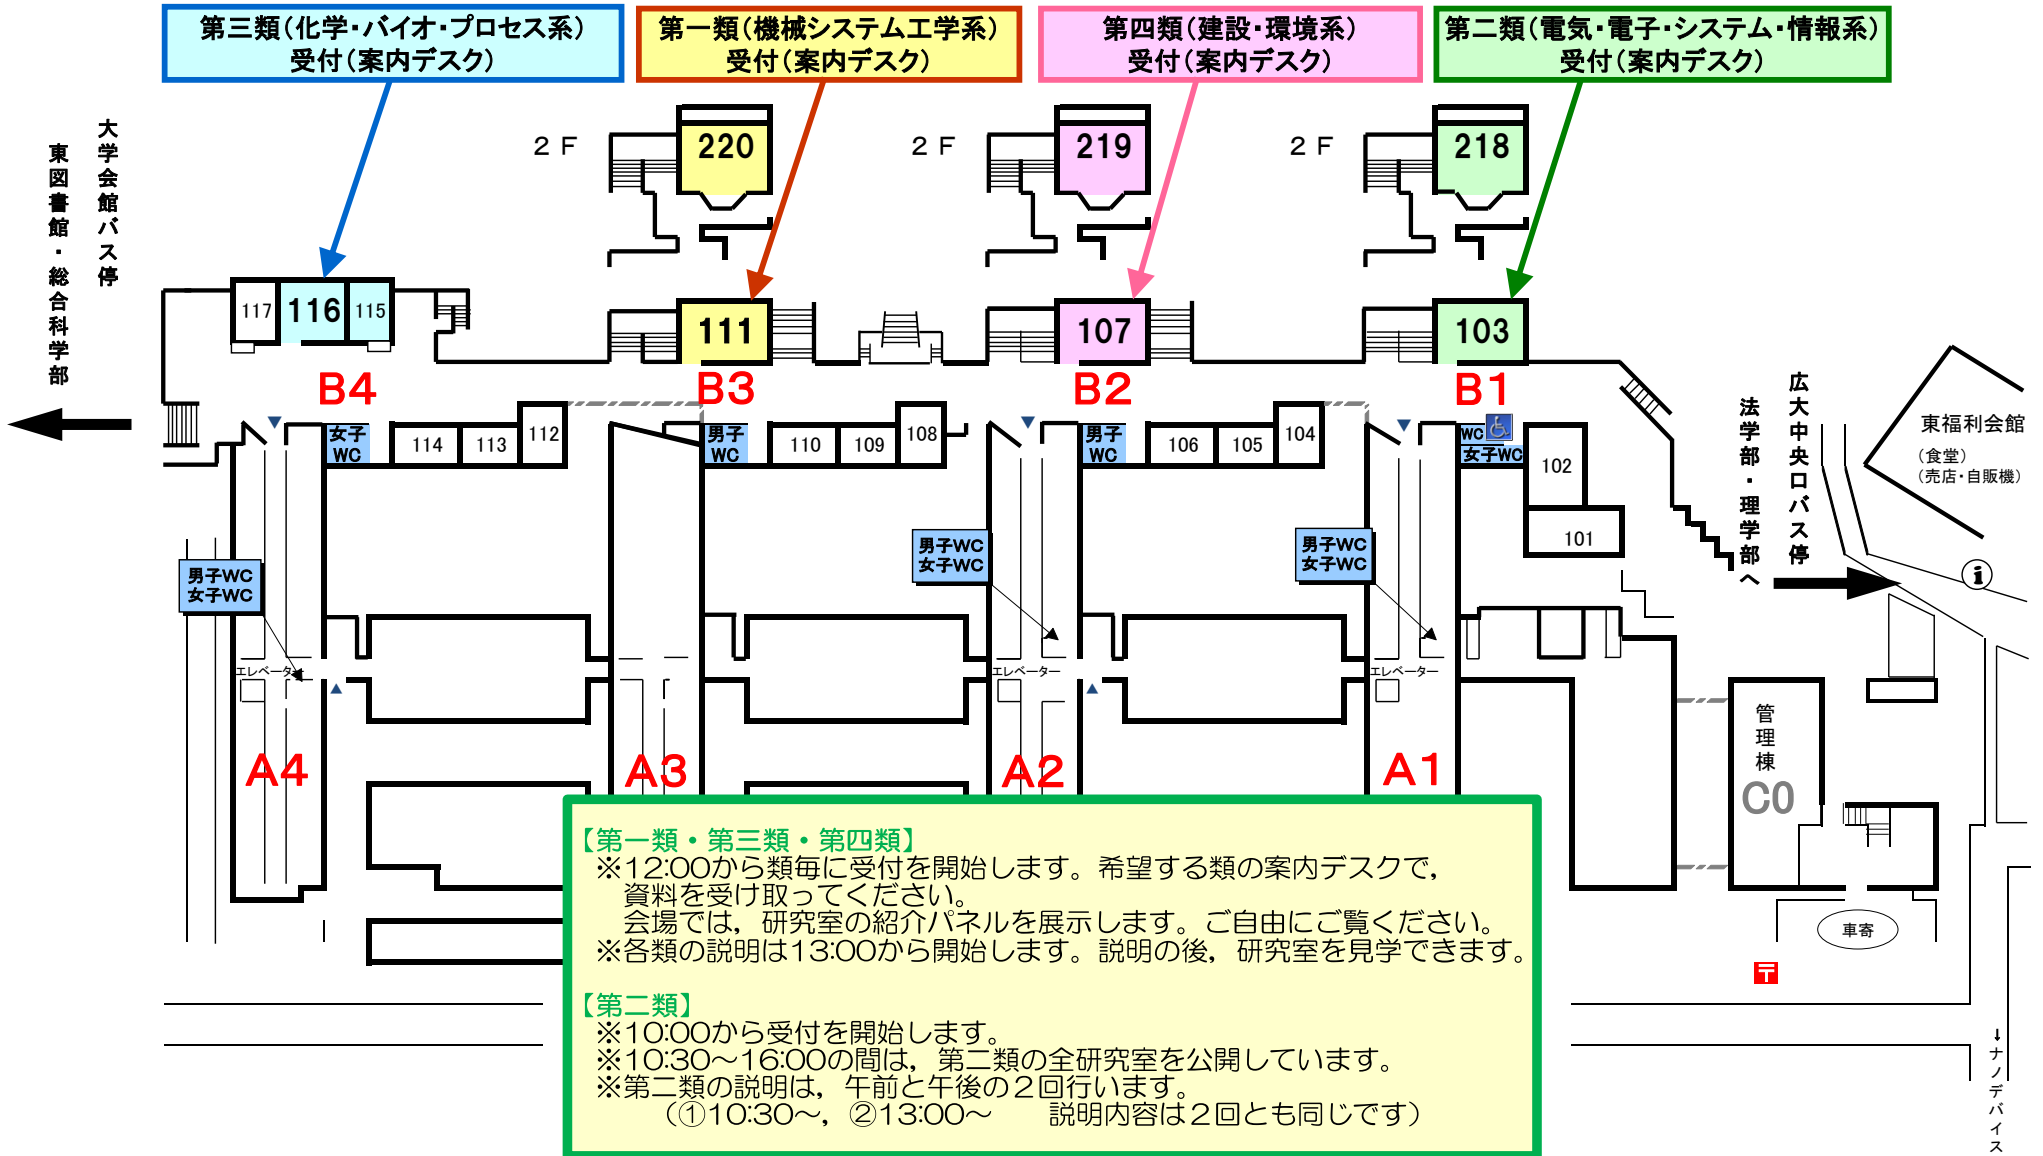 第三類（化学・バイオ・プロセス系）
受付（案内デスク）
第一類（機械システム工学系）
受付（案内デスク）
第四類（建設・環境系）
受付（案内デスク）
第二類（電気・電子・システム・情報系）
受付（案内デスク）
大学会館バス停
東図書館・総合科学部
２Ｆ
220
２Ｆ
219
２Ｆ
218
117
116
115
111
107
103
B4
B3
B2
B1
女子
WC
114
113
112
男子
WC
110
109
108
男子
WC
106
105
104
WC
女子WC
102
101
広大中央口バス停
法学部・理学部へ
東福利会館
（食堂）
（売店・自販機）
i
男子WC
女子WC
男子WC
女子WC
男子WC
女子WC
エレベーター
エレベーター
エレベーター
A4
A3
A2
A1
管理棟
C0
車寄
〒
↓ナノデバイス
【第一類・第三類・第四類】
※12:00から類毎に受付を開始します。希望する類の案内デスクで，
資料を受け取ってください。
会場では，研究室の紹介パネルを展示します。ご自由にご覧ください。
※各類の説明は13:00から開始します。説明の後，研究室を見学できます。
【第二類】
※10:00から受付を開始します。
※10:30～16:00の間は，第二類の全研究室を公開しています。
※第二類の説明は，午前と午後の２回行います。
（①10:30～，②13:00～　　説明内容は２回とも同じです）